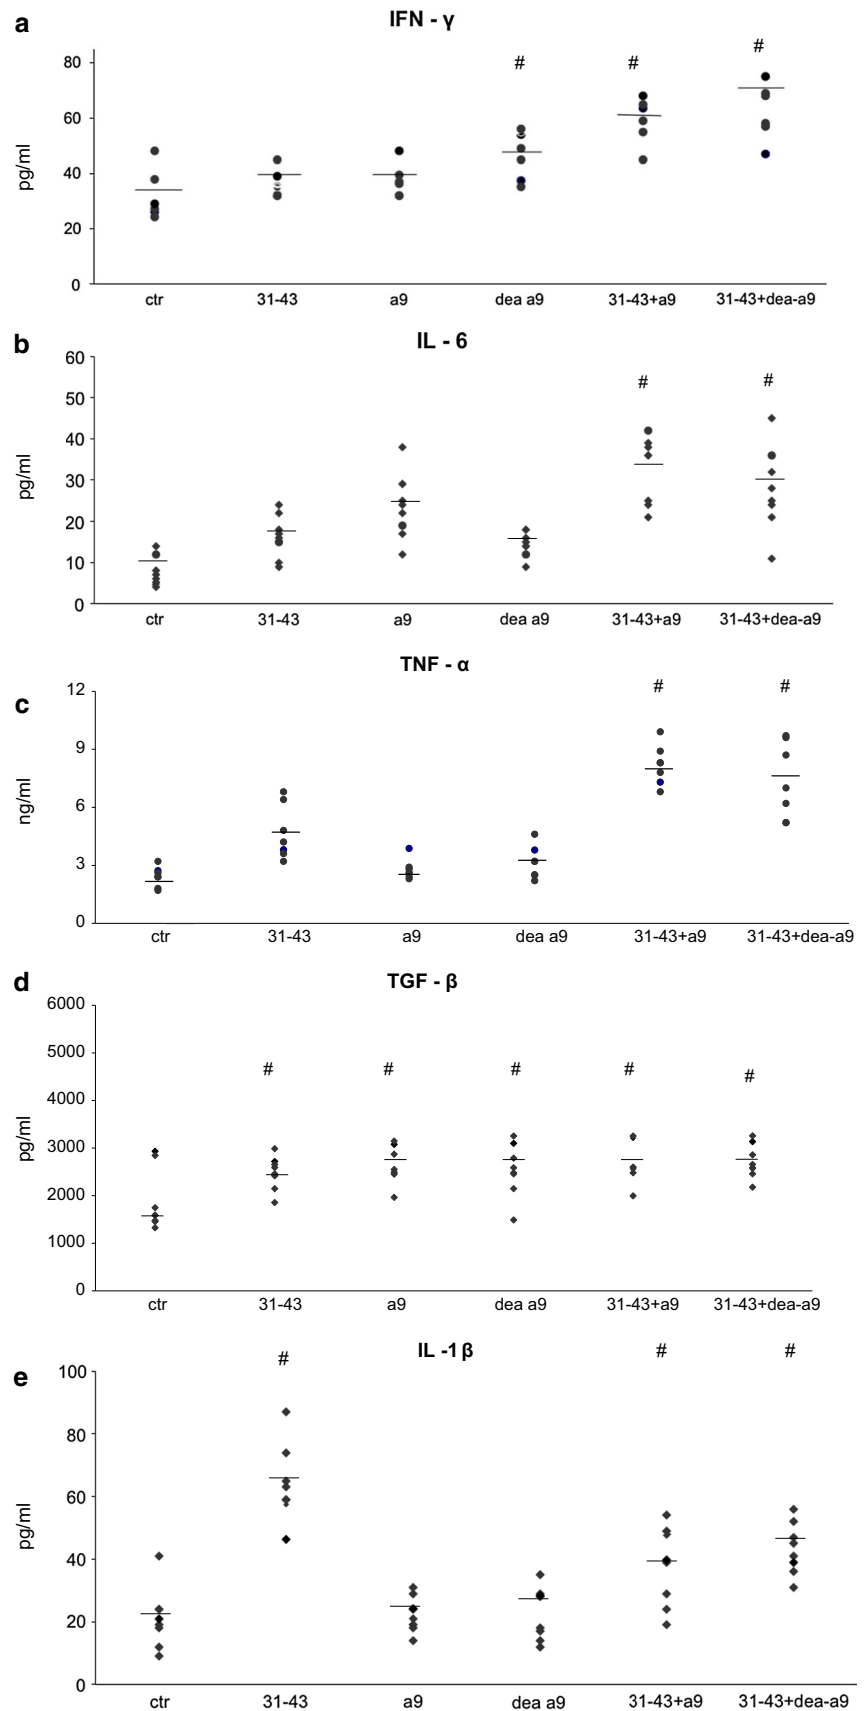 a
IFN - γ
# # #
80
60
40
20
0
pg/ml
ctr 31-43 a9 dea a9 31-43+a9 31-43+dea-a9
b
IL - 6
# #
60
50
40
30
20
10
0
pg/ml
ctr 31-43 a9 dea a9 31-43+a9 31-43+dea-a9
TNF - α
c
# #
12
9
6
3
0
ng/ml
ctr 31-43 a9 dea a9 31-43+a9 31-43+dea-a9
d
TGF - β
# # # # #
6000
5000
4000
3000
2000
1000
0
pg/ml
ctr 31-43 a9 dea a9 31-43+a9 31-43+dea-a9
e
IL -1β
# # #
100
80
60
40
20
0
pg/ml
ctr 31-43 a9 dea a9 31-43+a9 31-43+dea-a9